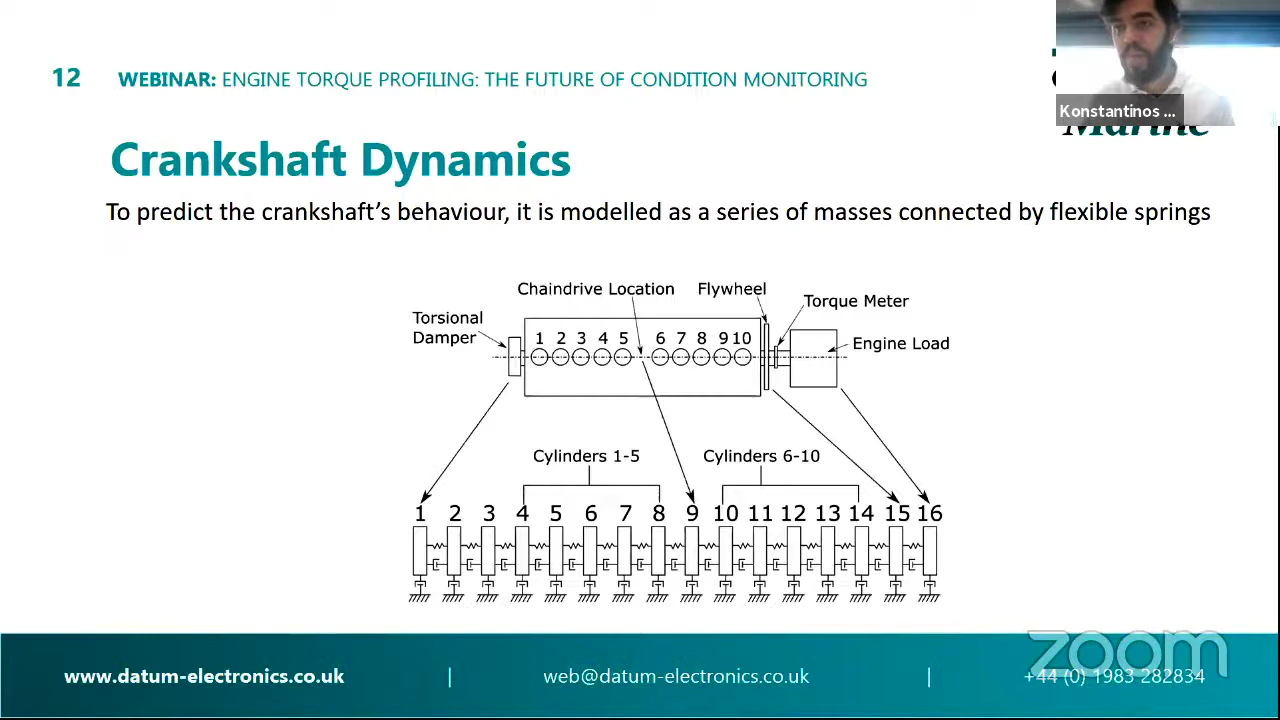 12 WEBINAR: ENGINE TORQUE PROFILING: THE FUTURE OF CONDITION MONITORING
Konstantinos ...
Marine
Crankshaft Dynamics
To predict the crankshaft's behaviour, it is modelled as a series of masses connected by flexible springs
Chaindrive Location
Flywheel
Torque Meter
Torsional
Damper
Engine Load
1 2 3 4 5 6 7 8 9 10
Cylinders 1-5
Cylinders 6-10
1 2 3 4 5 6 7 8 9 10 11 12 13 14 15 16
zoom
www.datum-electronics.co.uk | web@datum-electronics.co.uk | +44 (0) 1983 282834